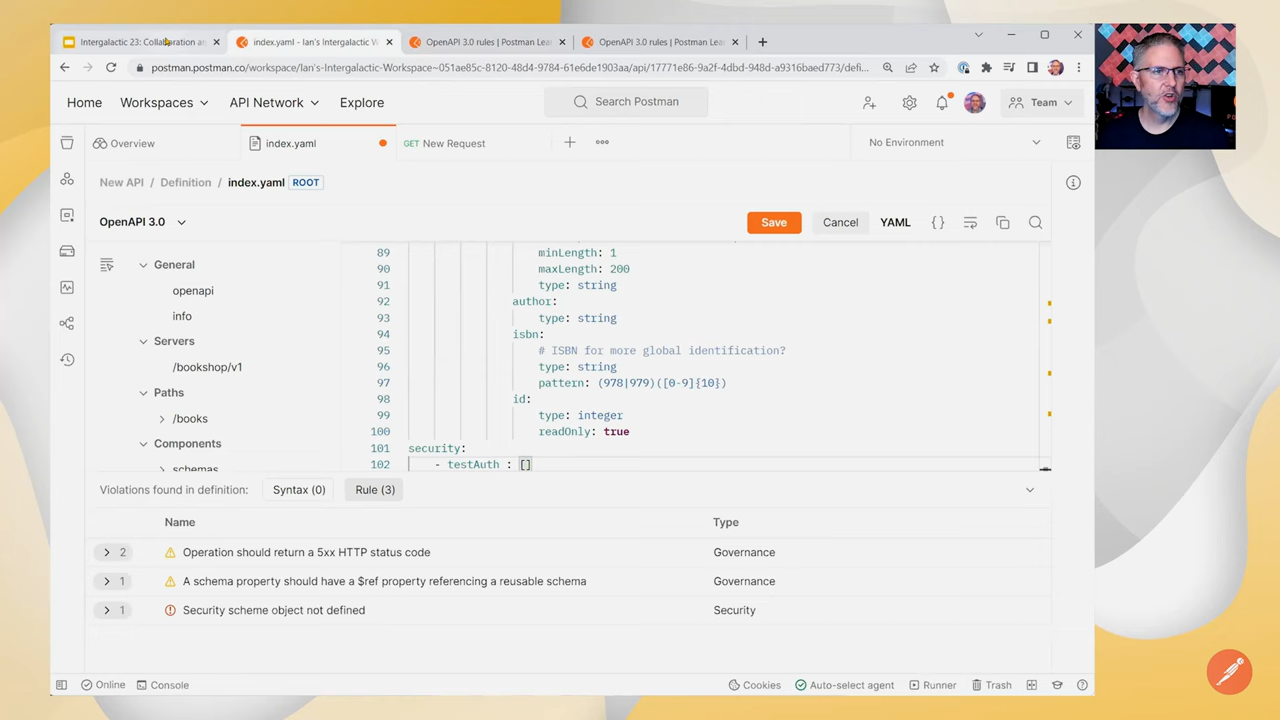 Intergalactic 23: Collaboration an
index.yaml - Ian's Intergalactic W
OpenAPI 2.0 rules | Postman Lea
OpenAPI 3.0 rules | Postman Lea
postman.postman.co/workspace/Ian's-Intergalactic-Workspac
e-8120-484f-9784-61e6de1903aa/api/17771e86-9a2f-4dbd-948d-a9316baed773/defi...
Home
Workspaces
API Network
Explore
Search Postman
Team
Overview
index.yaml
GET New Request
No Environment
New API / Definition / index.yaml ROOT
OpenAPI 3.0
Save
Cancel
YAML
General
openapi
info
Servers
/bookshop/v1
Paths
/books
Components
schemas
89 minLength: 1
90 maxLength: 200
91 type: string
92 author:
93 type: string
94 isbn:
95 # ISBN for more global identification?
96 type: string
97 pattern: (978|979)([0-9]{10})
98 id:
99 type: integer
100 readOnly: true
101 security:
102 - testAuth : []
Violations found in definition:
Syntax (0)
Rule (3)
Name
Type
2 Operation should return a 5xx HTTP status code Governance
1 A schema property should have a $ref property referencing a reusable schema Governance
1 Security scheme object not defined Security
Online
Console
Cookies
Auto-select agent
Runner
Trash